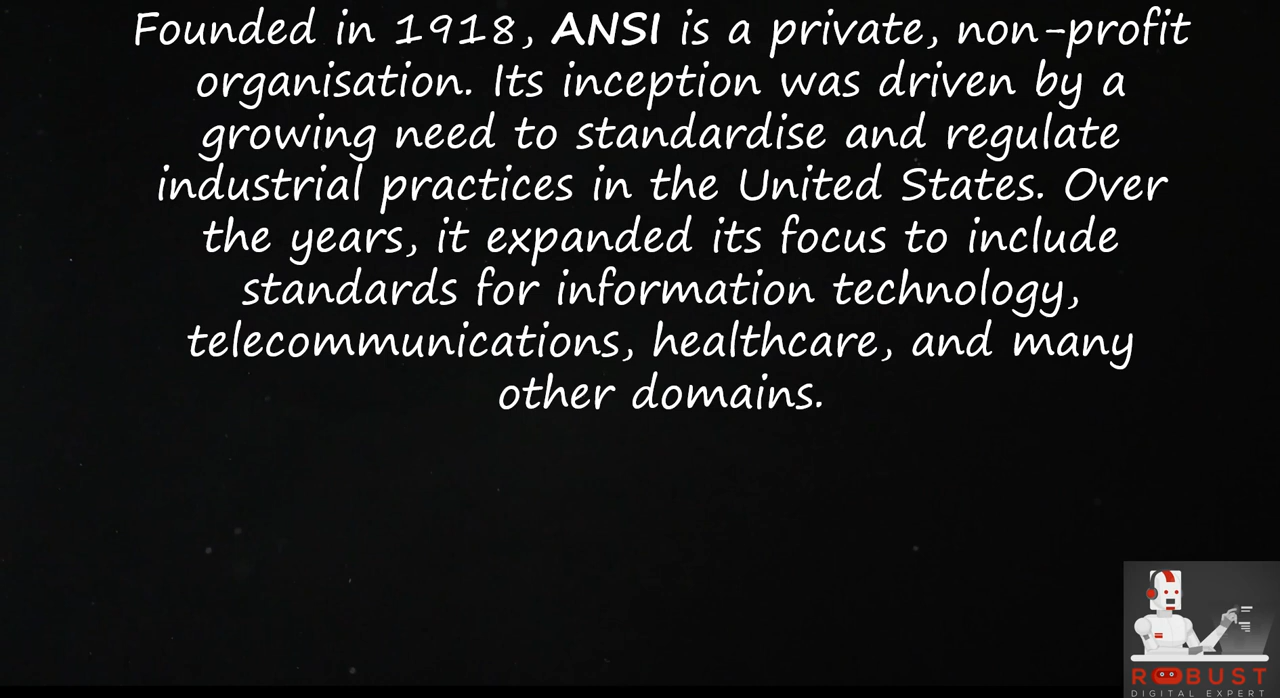 Founded in 1918, ANSI is a private, non-profit
organisation. Its inception was driven by a
growing need to standardise and regulate
industrial practices in the United States. Over
the years, it expanded its focus to include
standards for information technology,
telecommunications, healthcare, and many
other domains.
ROBUST
DIGITAL EXPERT